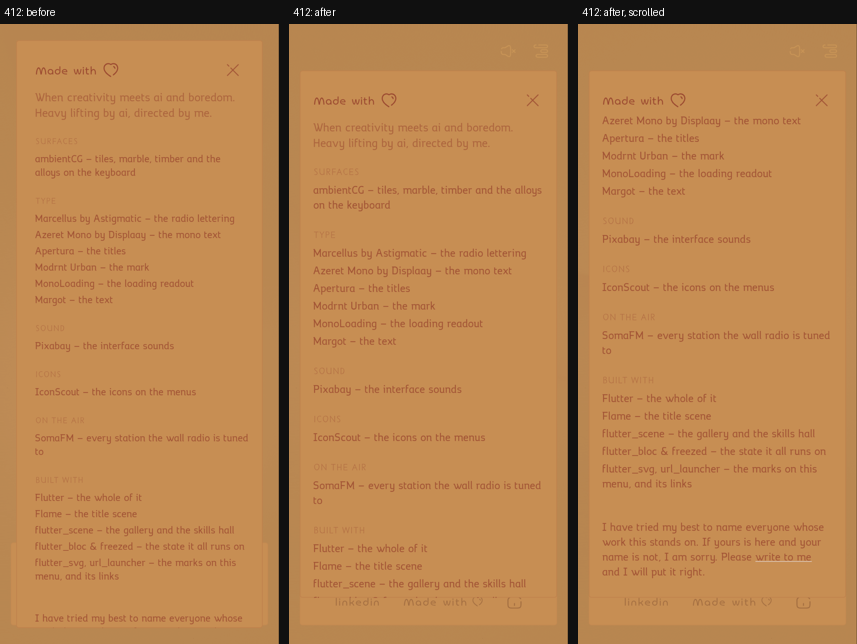 412: before
Made with
When creativity meets ai and boredom.
Heavy lifting by ai, directed by me.
SURFACES
ambientCG – tiles, marble, timber and the
alloys on the keyboard
TYPE
Marcellus by Astigmatic – the radio lettering
Azeret Mono by Displaay – the mono text
Apertura – the titles
Modrnt Urban – the mark
MonoLoading – the loading readout
Margot – the text
SOUND
Pixabay – the interface sounds
ICONS
IconScout – the icons on the menus
ON THE AIR
SomaFM – every station the wall radio is tuned
to
BUILT WITH
Flutter – the whole of it
Flame – the title scene
flutter_scene – the gallery and the skills hall
flutter_bloc & freezed – the state it all runs on
flutter_svg, url_launcher – the marks on this
menu, and its links
I have tried my best to name everyone whose
412: after
Made with
When creativity meets ai and boredom.
Heavy lifting by ai, directed by me.
SURFACES
ambientCG – tiles, marble, timber and the alloys
on the keyboard
TYPE
Marcellus by Astigmatic – the radio lettering
Azeret Mono by Displaay – the mono text
Apertura – the titles
Modrnt Urban – the mark
MonoLoading – the loading readout
Margot – the text
SOUND
Pixabay – the interface sounds
ICONS
IconScout – the icons on the menus
ON THE AIR
SomaFM – every station the wall radio is tuned
to
BUILT WITH
Flutter – the whole of it
Flame – the title scene
flutter_scene – the gallery and the skills hall
linkedin Made with
412: after, scrolled
Made with
Azeret Mono by Displaay – the mono text
Apertura – the titles
Modrnt Urban – the mark
MonoLoading – the loading readout
Margot – the text
SOUND
Pixabay – the interface sounds
ICONS
IconScout – the icons on the menus
ON THE AIR
SomaFM – every station the wall radio is tuned
to
BUILT WITH
Flutter – the whole of it
Flame – the title scene
flutter_scene – the gallery and the skills hall
flutter_bloc & freezed – the state it all runs on
flutter_svg, url_launcher – the marks on this
menu, and its links
I have tried my best to name everyone whose
work this stands on. If yours is here and your
name is not, I am sorry. Please write to me
and I will put it right.
linkedin Made with